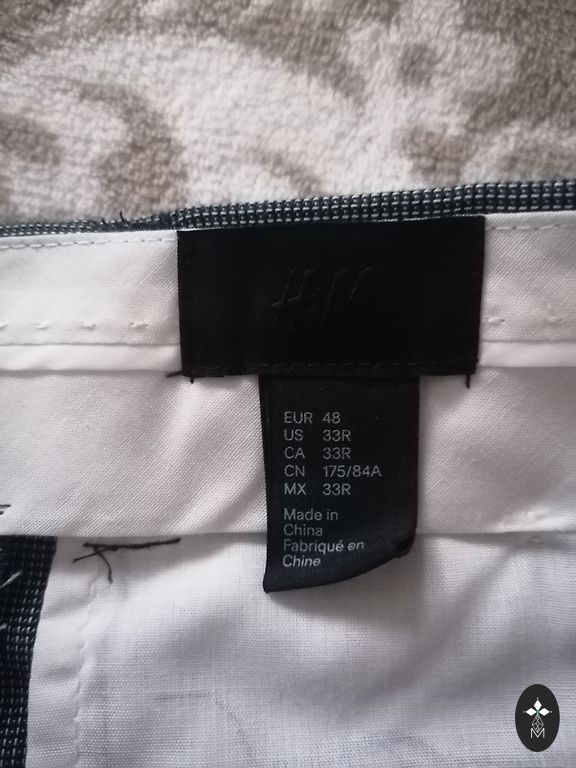 H&M
EUR 48
US 33R
CA 33R
CN 175/84A
MX 33R
Made in
China
Fabriqué en
Chine
M